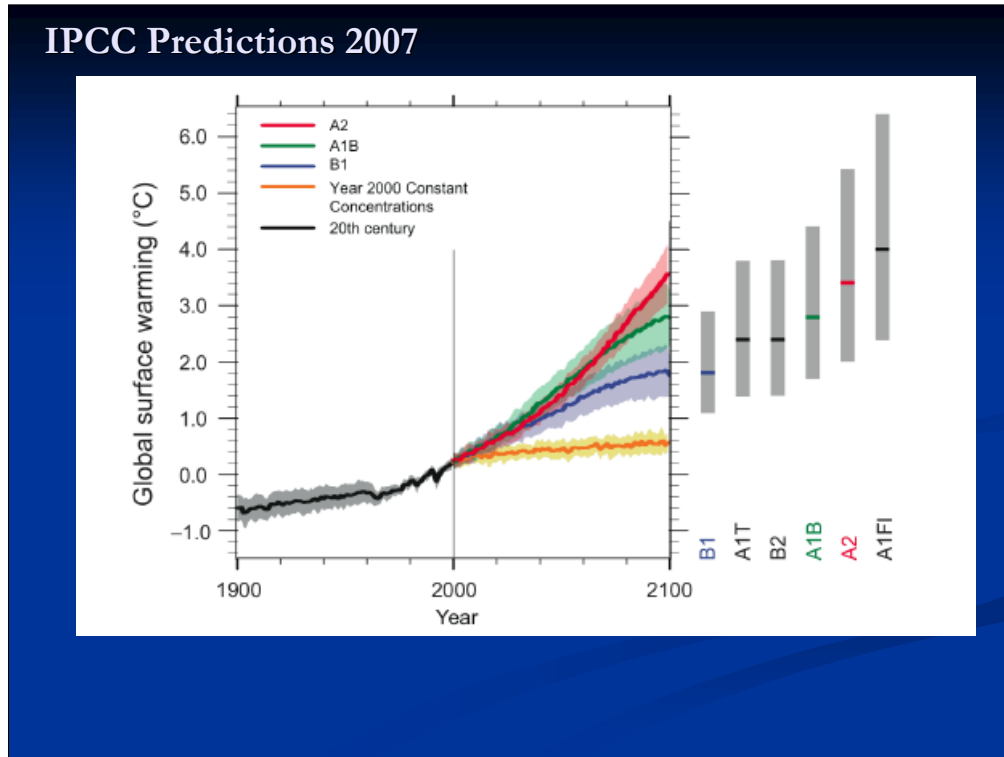 IPCC Predictions 2007
A2
A1B
B1
Year 2000 Constant
Concentrations
20th century
Global surface warming (°C)
6.0
5.0
4.0
3.0
2.0
1.0
0.0
–1.0
1900
2000
2100
Year
B1
A1T
B2
A1B
A2
A1FI